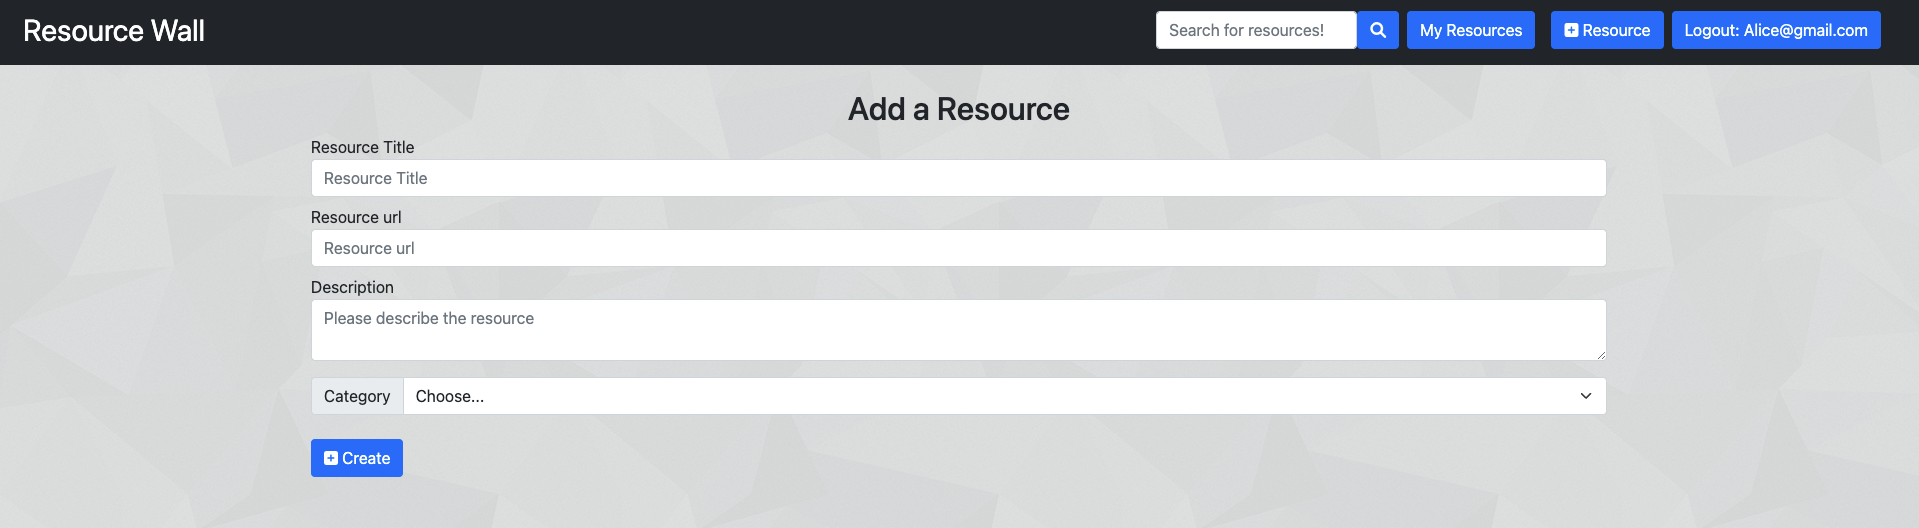 Resource Wall
Search for resources!
My Resources
Resource
Logout: Alice@gmail.com
Add a Resource
Resource Title
Resource Title
Resource url
Resource url
Description
Please describe the resource
Category Choose...
Create